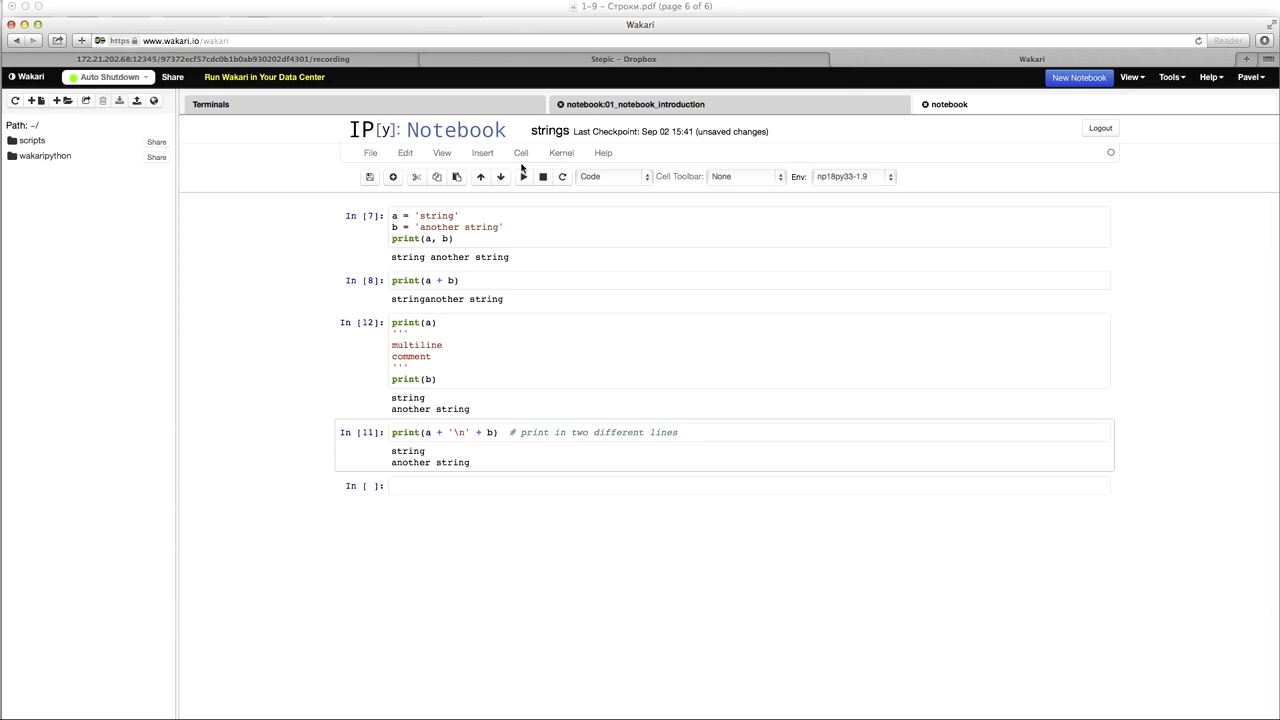 1-9 - Строки.pdf (page 6 of 6)
Wakari
https www.wakari.io/wakari
Reader
172.21.202.68:12345/97372ecf57cdc0b1b0ab930202df4301/recording
Stepic - Dropbox
Wakari
Wakari
Auto Shutdown
Share
Run Wakari in Your Data Center
New Notebook
View
Tools
Help
Pavel
Terminals
notebook:01_notebook_introduction
notebook
Path: ~/
scripts
Share
wakaripython
Share
IP[y]: Notebook
strings Last Checkpoint: Sep 02 15:41 (unsaved changes)
Logout
File
Edit
View
Insert
Cell
Kernel
Help
Code
Cell Toolbar:
None
Env:
np18py33-1.9
In [7]:
a = 'string'
b = 'another string'
print(a, b)
string another string
In [8]:
print(a + b)
stringanother string
In [12]:
print(a)
'''
multiline
comment
'''
print(b)
string
another string
In [11]:
print(a + '\n' + b)  # print in two different lines
string
another string
In [ ]: